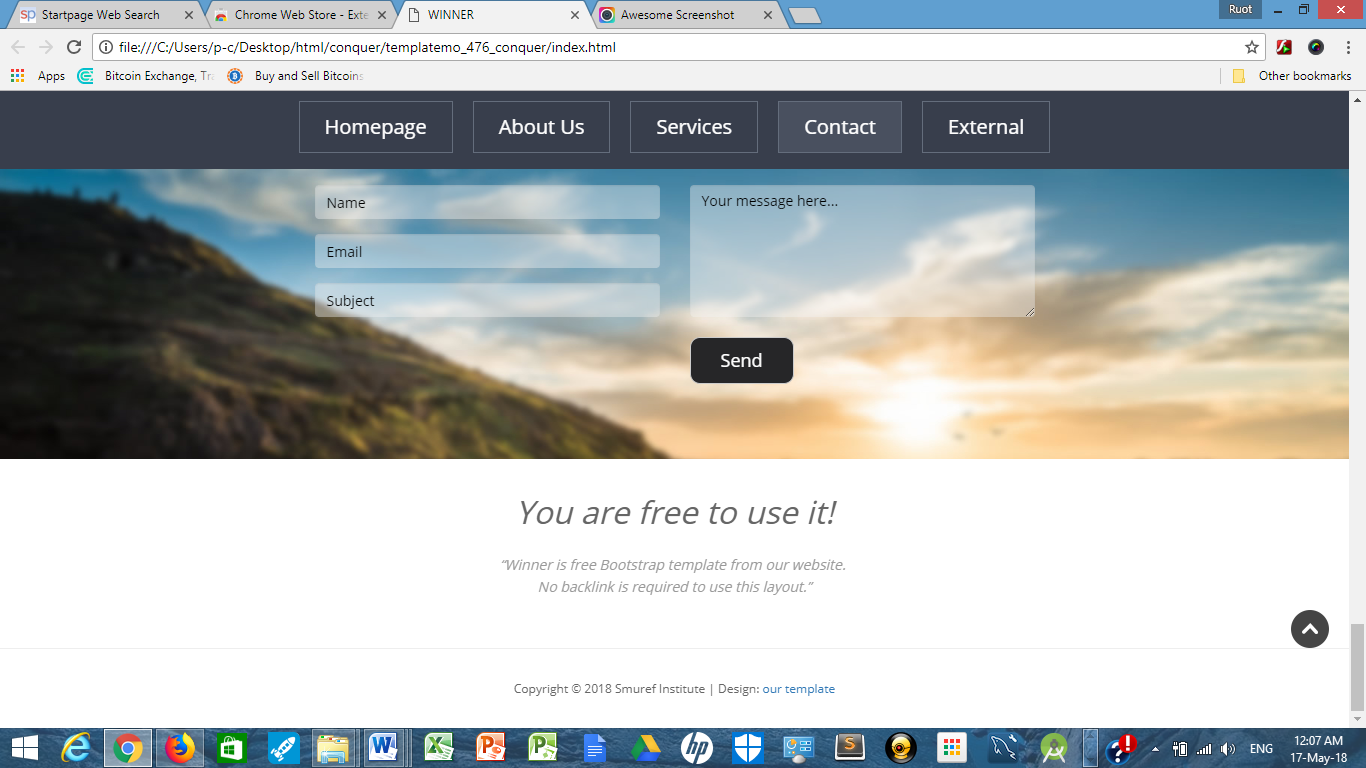 Startpage Web Search
Chrome Web Store - Exte
WINNER
Awesome Screenshot
Ruot
file:///C:/Users/p-c/Desktop/html/conquer/templatemo_476_conquer/index.html
Apps
Bitcoin Exchange, Tra
Buy and Sell Bitcoins
Other bookmarks
Homepage
About Us
Services
Contact
External
Name
Your message here...
Email
Subject
Send
You are free to use it!
“Winner is free Bootstrap template from our website.
No backlink is required to use this layout.”
Copyright © 2018 Smuref Institute | Design: our template
ENG
12:07 AM
17-May-18